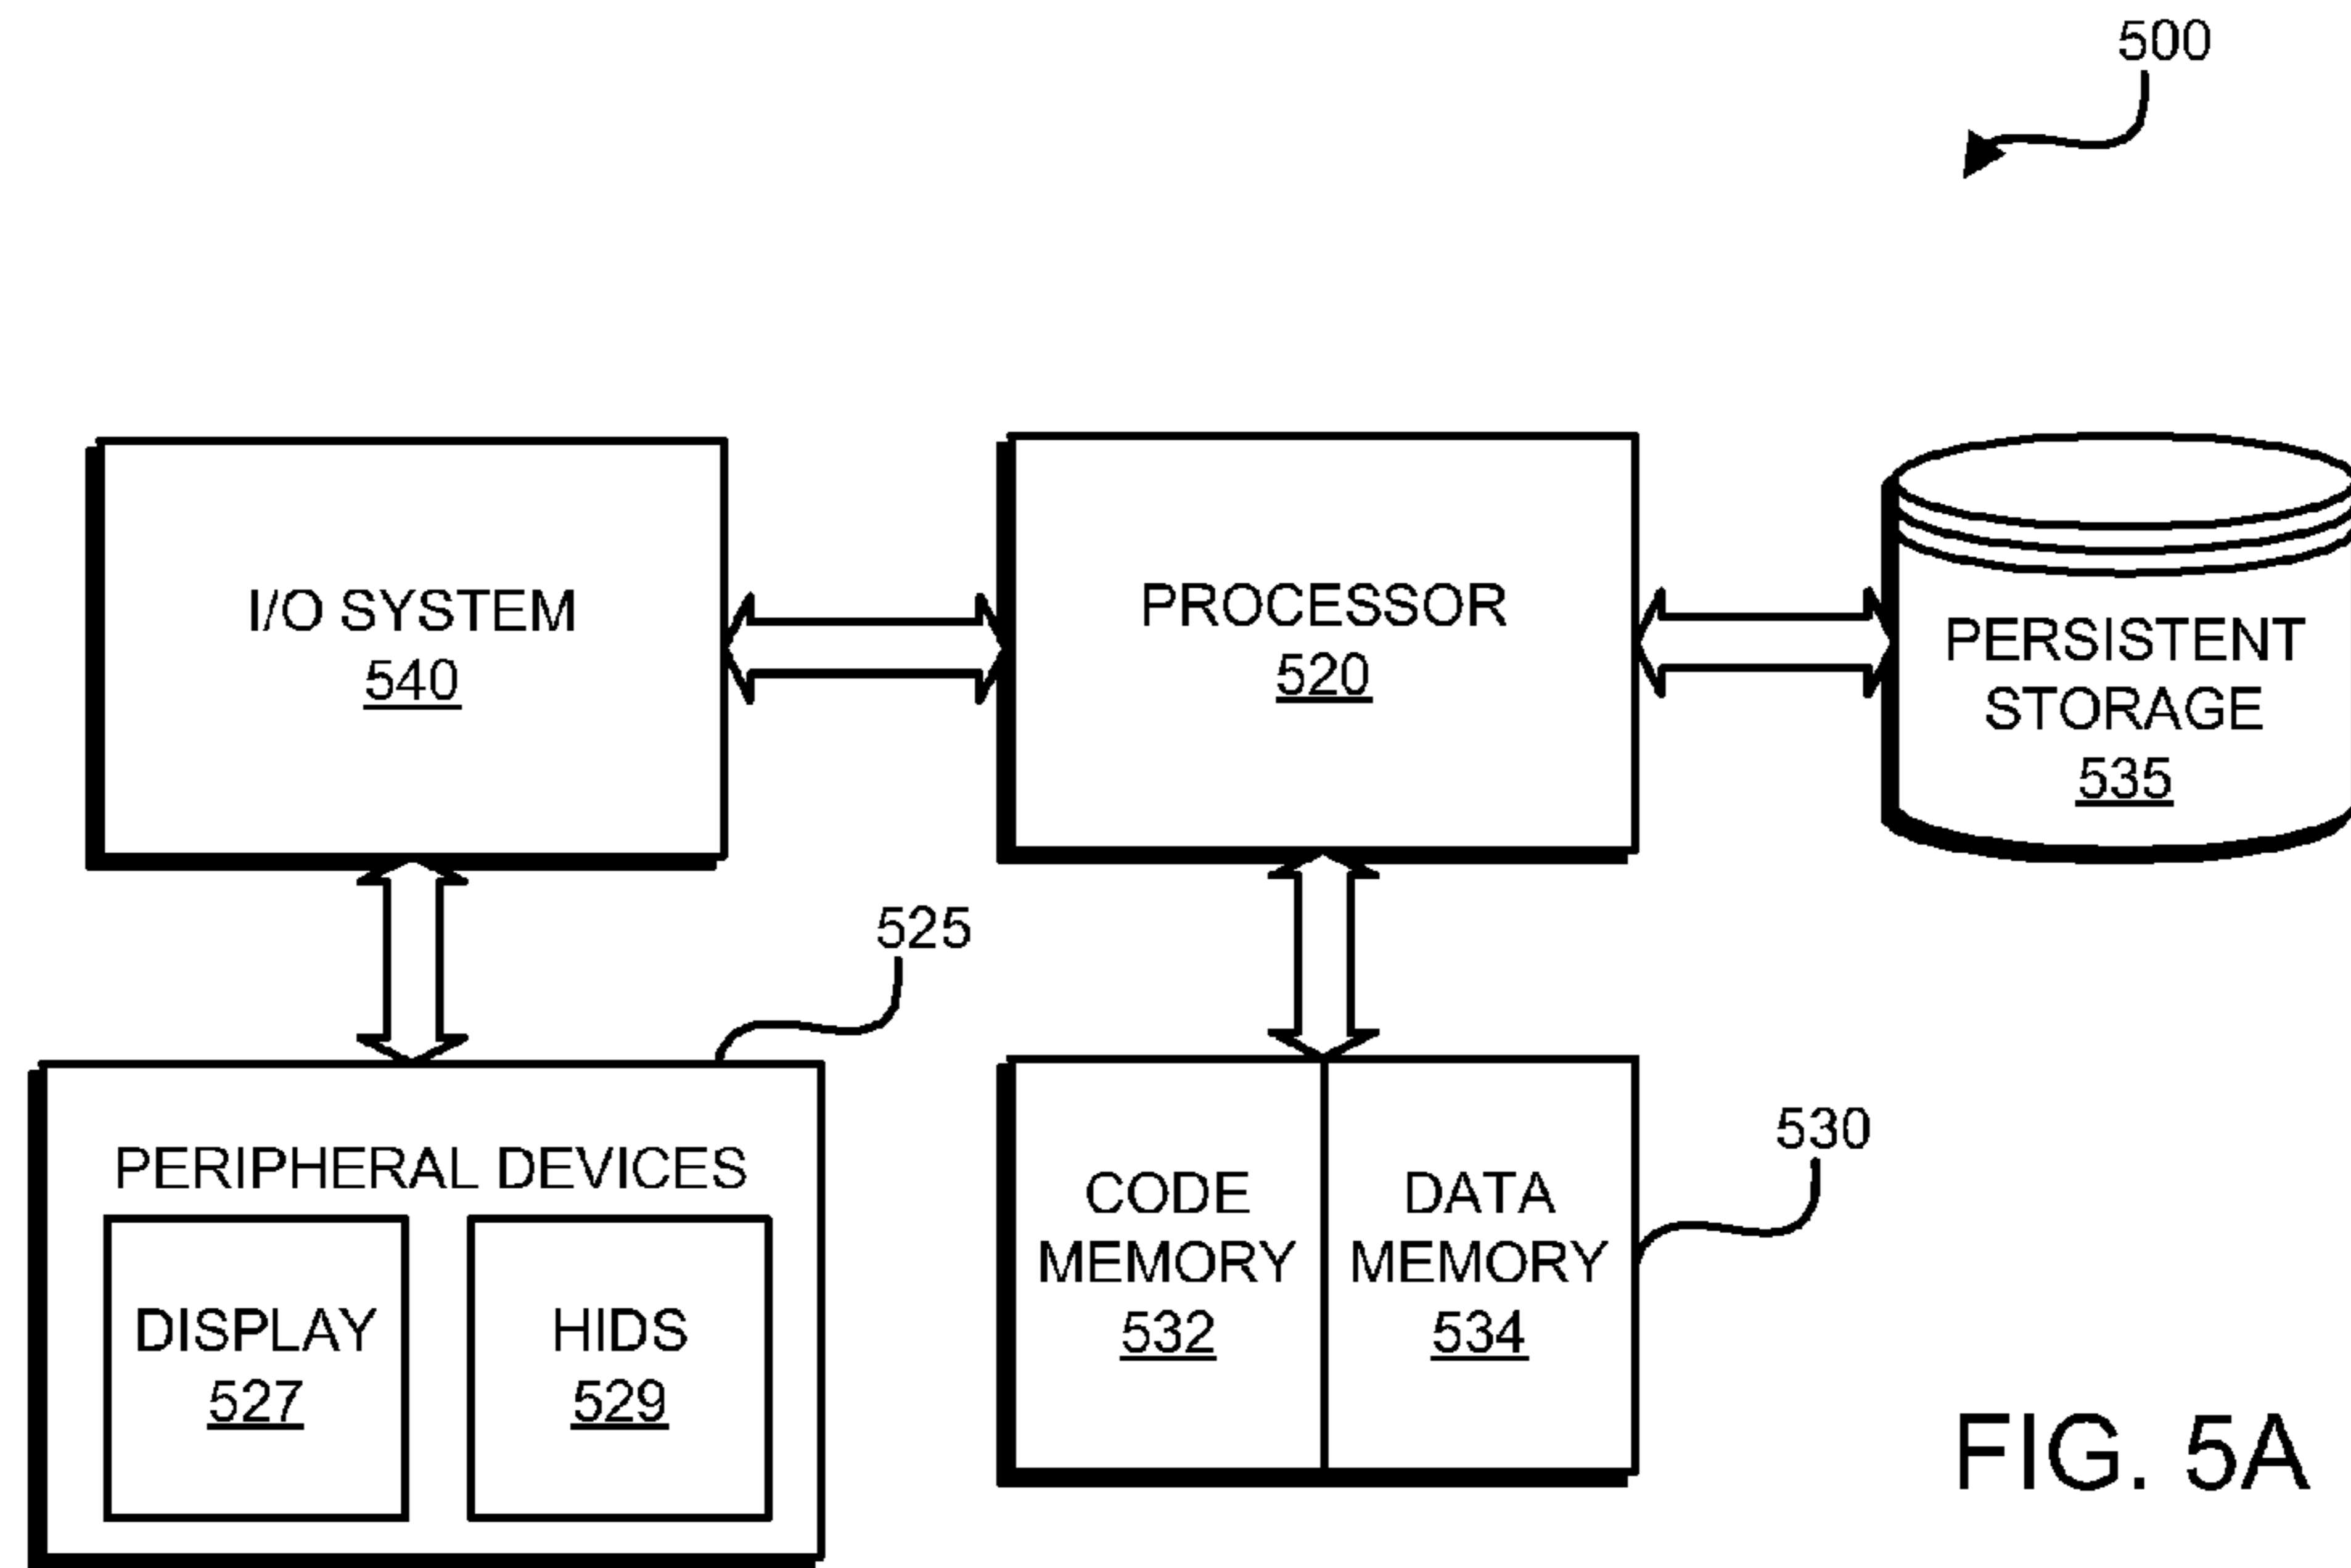 500
I/O SYSTEM
540
PROCESSOR
520
PERSISTENT
STORAGE
535
525
PERIPHERAL DEVICES
DISPLAY
527
HIDS
529
CODE
MEMORY
532
DATA
MEMORY
534
530
FIG. 5A